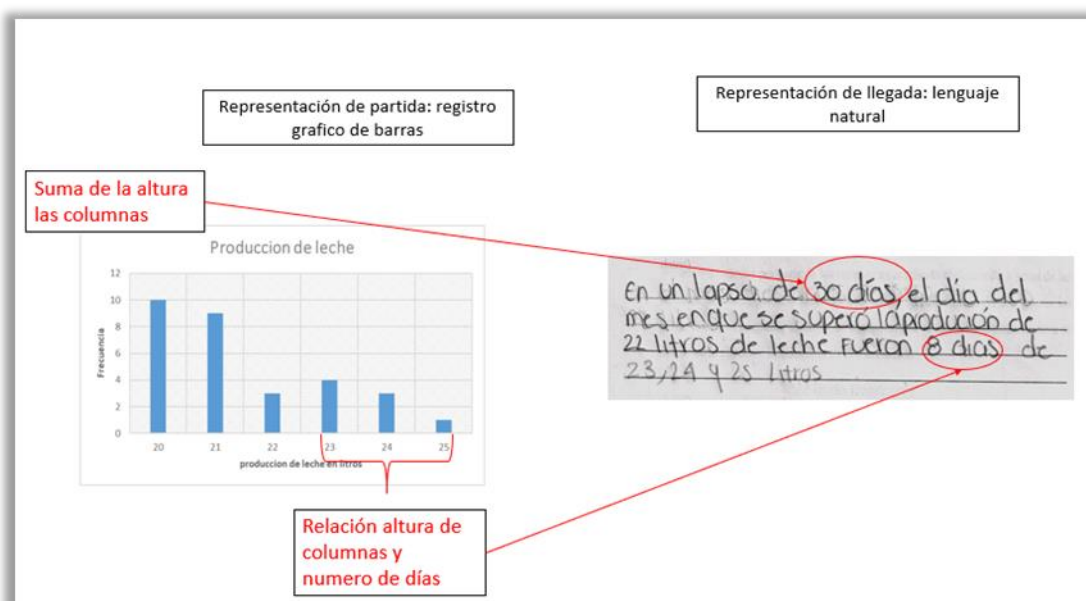 Representación de partida: registro
grafico de barras
Representación de llegada: lenguaje
natural
Suma de la altura
las columnas
Produccion de leche
12
10
8
6
4
2
0
Frecuencia
20 21 22 23 24 25
produccion de leche en litros
En un lapso de 30 días, el día del
mes en que se superó la podución de
22 litros de leche fueron 8 dias de
23, 24 y 25 litros
Relación altura de
columnas y
numero de días